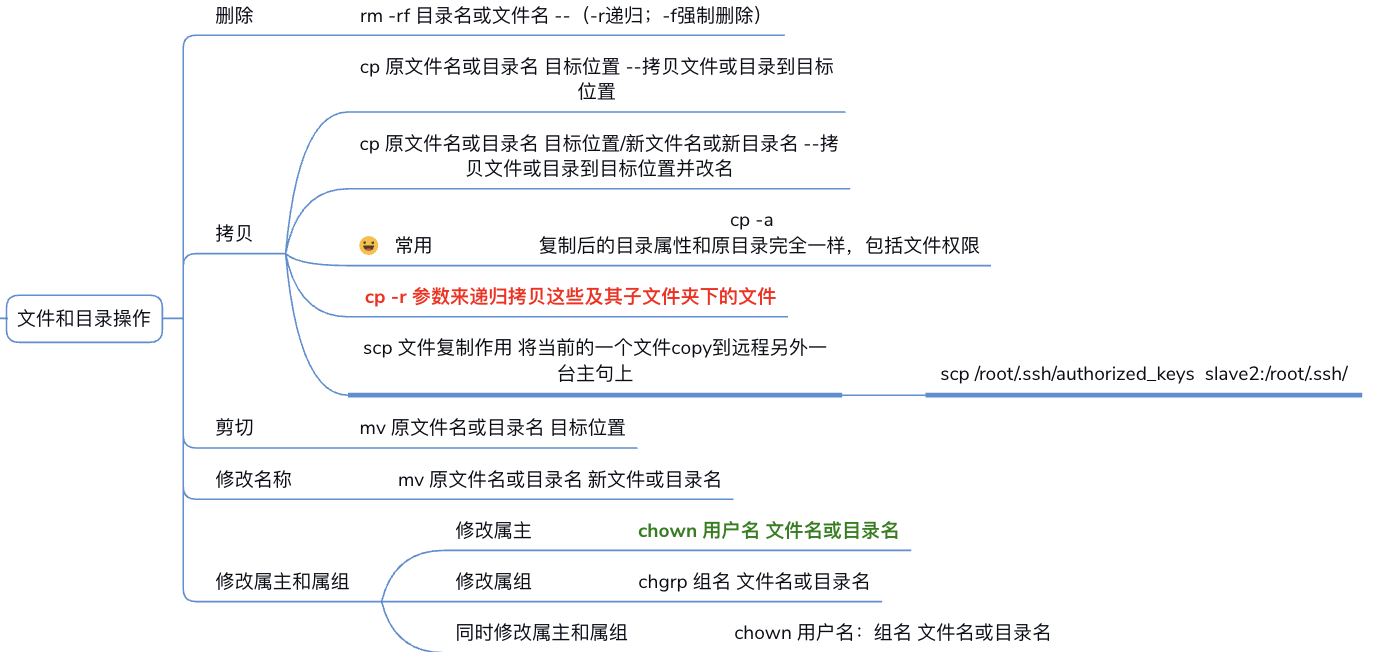 删除
rm -rf 目录名或文件名 --（-r递归；-f强制删除）
cp 原文件名或目录名 目标位置 --拷贝文件或目录到目标
位置
cp 原文件名或目录名 目标位置/新文件名或新目录名 --拷
贝文件或目录到目标位置并改名
拷贝
常用
cp -a
复制后的目录属性和原目录完全一样，包括文件权限
cp -r 参数来递归拷贝这些及其子文件夹下的文件
文件和目录操作
scp 文件复制作用 将当前的一个文件copy到远程另外一
台主句上
scp /root/.ssh/authorized_keys  slave2:/root/.ssh/
剪切
mv 原文件名或目录名 目标位置
修改名称
mv 原文件名或目录名 新文件或目录名
修改属主和属组
修改属主
chown 用户名 文件名或目录名
修改属组
chgrp 组名 文件名或目录名
同时修改属主和属组
chown 用户名：组名 文件名或目录名